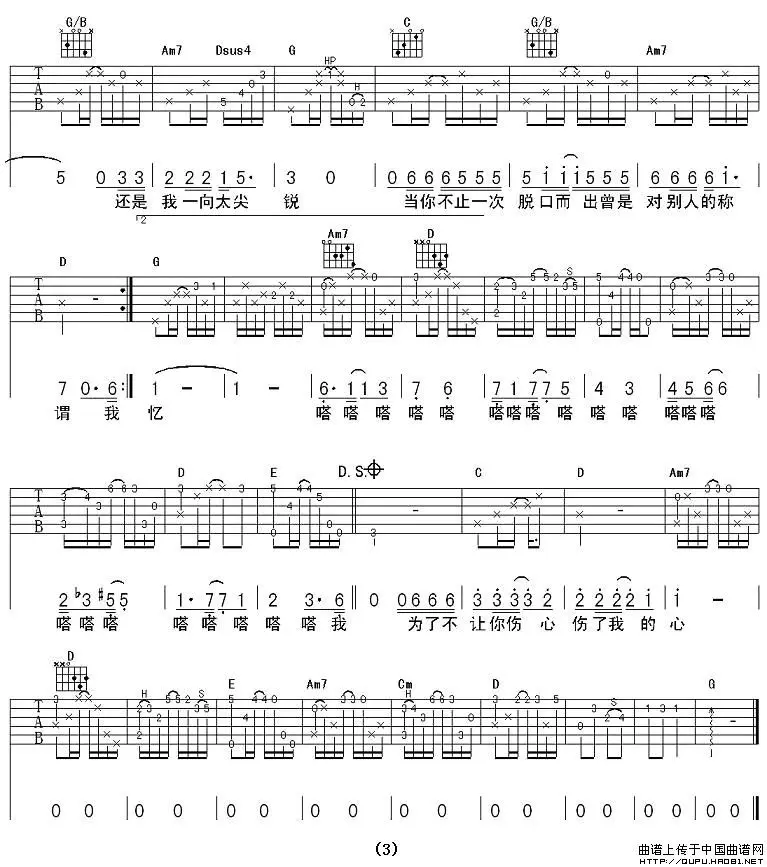 G/B Am7 Dsus4 G C G/B Am7
HP H
T A B
5 0 3 3 2 2 2 1 5· 3 0 0 6 6 6 6 5 5 5 5 i i i 5 5 5 6 6 6 6 i·
还是 我一向太尖 锐 当你不止一次 脱口而 出曾是 对别人的称
2
D G Am7 D
S
T A B
7 0· 6 1 - 1 - 6· 1 1 3 7 6 7 1 7 7 5 4 3 4 5 6 6
谓 我 忆 嗒 嗒嗒嗒 嗒 嗒 嗒嗒嗒 嗒 嗒 嗒 嗒嗒嗒
D E D.S. C D Am7
T A B
2 b3 #5 5 1· 7 7 1 2 3· 6 0 0 6 6 6 3 3 3 3 2 2 2 2 2 i i -
嗒嗒嗒 嗒 嗒 嗒 嗒 嗒我 为了不 让你伤 心 伤了我 的 心
D E Am7 Cm D G
H S H S
T A B
0 0 0 0 0 0 0 0 0 0 0 0 0 0 0 0 0 0
(3)
曲谱上传于中国曲谱网
HTTP://QUPU.HAO81.NET